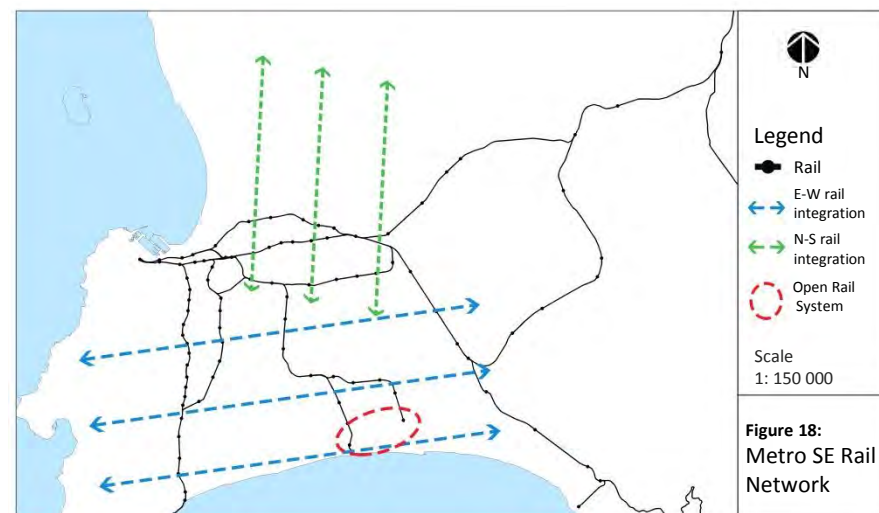 N
Legend
Rail
E-W rail
integration
N-S rail
integration
Open Rail
System
Scale
1: 150 000
Figure 18:
Metro SE Rail
Network